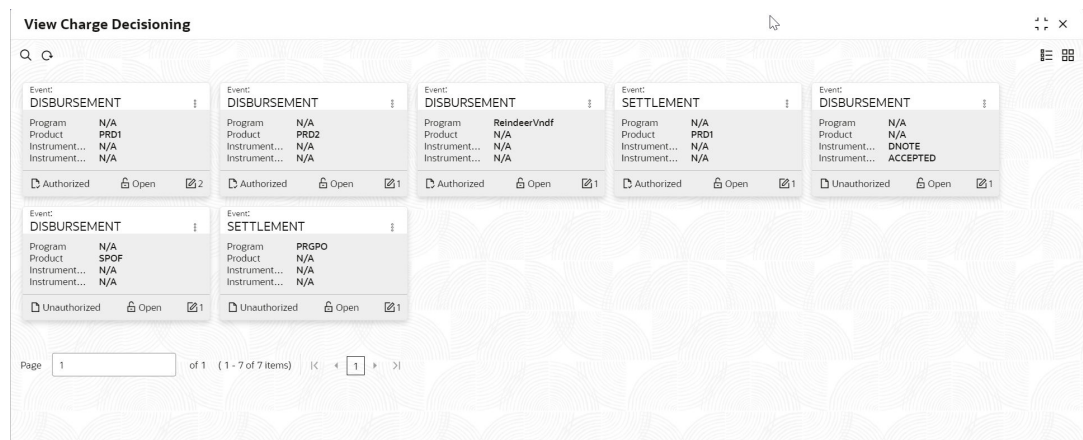 View Charge Decisioning
Event:
DISBURSEMENT
Program N/A
Product PRD1
Instrument... N/A
Instrument... N/A
Authorized Open 2
Event:
DISBURSEMENT
Program N/A
Product PRD2
Instrument... N/A
Instrument... N/A
Authorized Open 1
Event:
DISBURSEMENT
Program ReindeerVndf
Product N/A
Instrument... N/A
Instrument... N/A
Authorized Open 1
Event:
SETTLEMENT
Program N/A
Product PRD1
Instrument... N/A
Instrument... N/A
Authorized Open 1
Event:
DISBURSEMENT
Program N/A
Product N/A
Instrument... DNOTE
Instrument... ACCEPTED
Unauthorized Open 1
Event:
DISBURSEMENT
Program N/A
Product SPOF
Instrument... N/A
Instrument... N/A
Unauthorized Open 1
Event:
SETTLEMENT
Program PRGPO
Product N/A
Instrument... N/A
Instrument... N/A
Unauthorized Open 1
Page 1 of 1 ( 1 - 7 of 7 items) 1